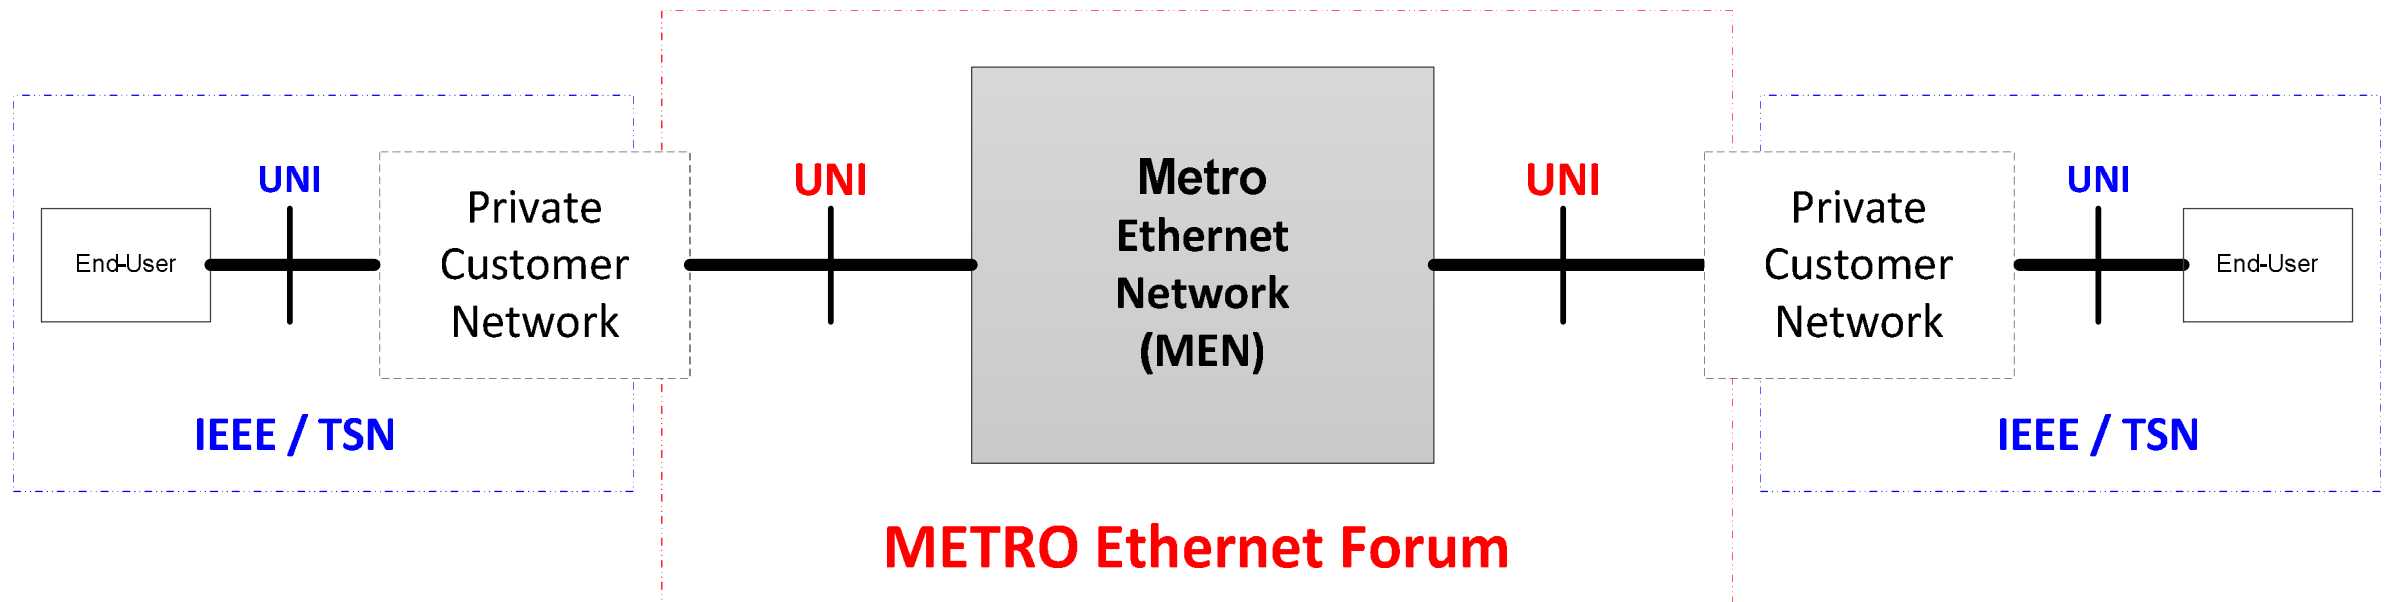 UNI
End-User
Private
Customer
Network
IEEE / TSN
UNI
Metro
Ethernet
Network
(MEN)
UNI
METRO Ethernet Forum
Private
Customer
Network
UNI
End-User
IEEE / TSN